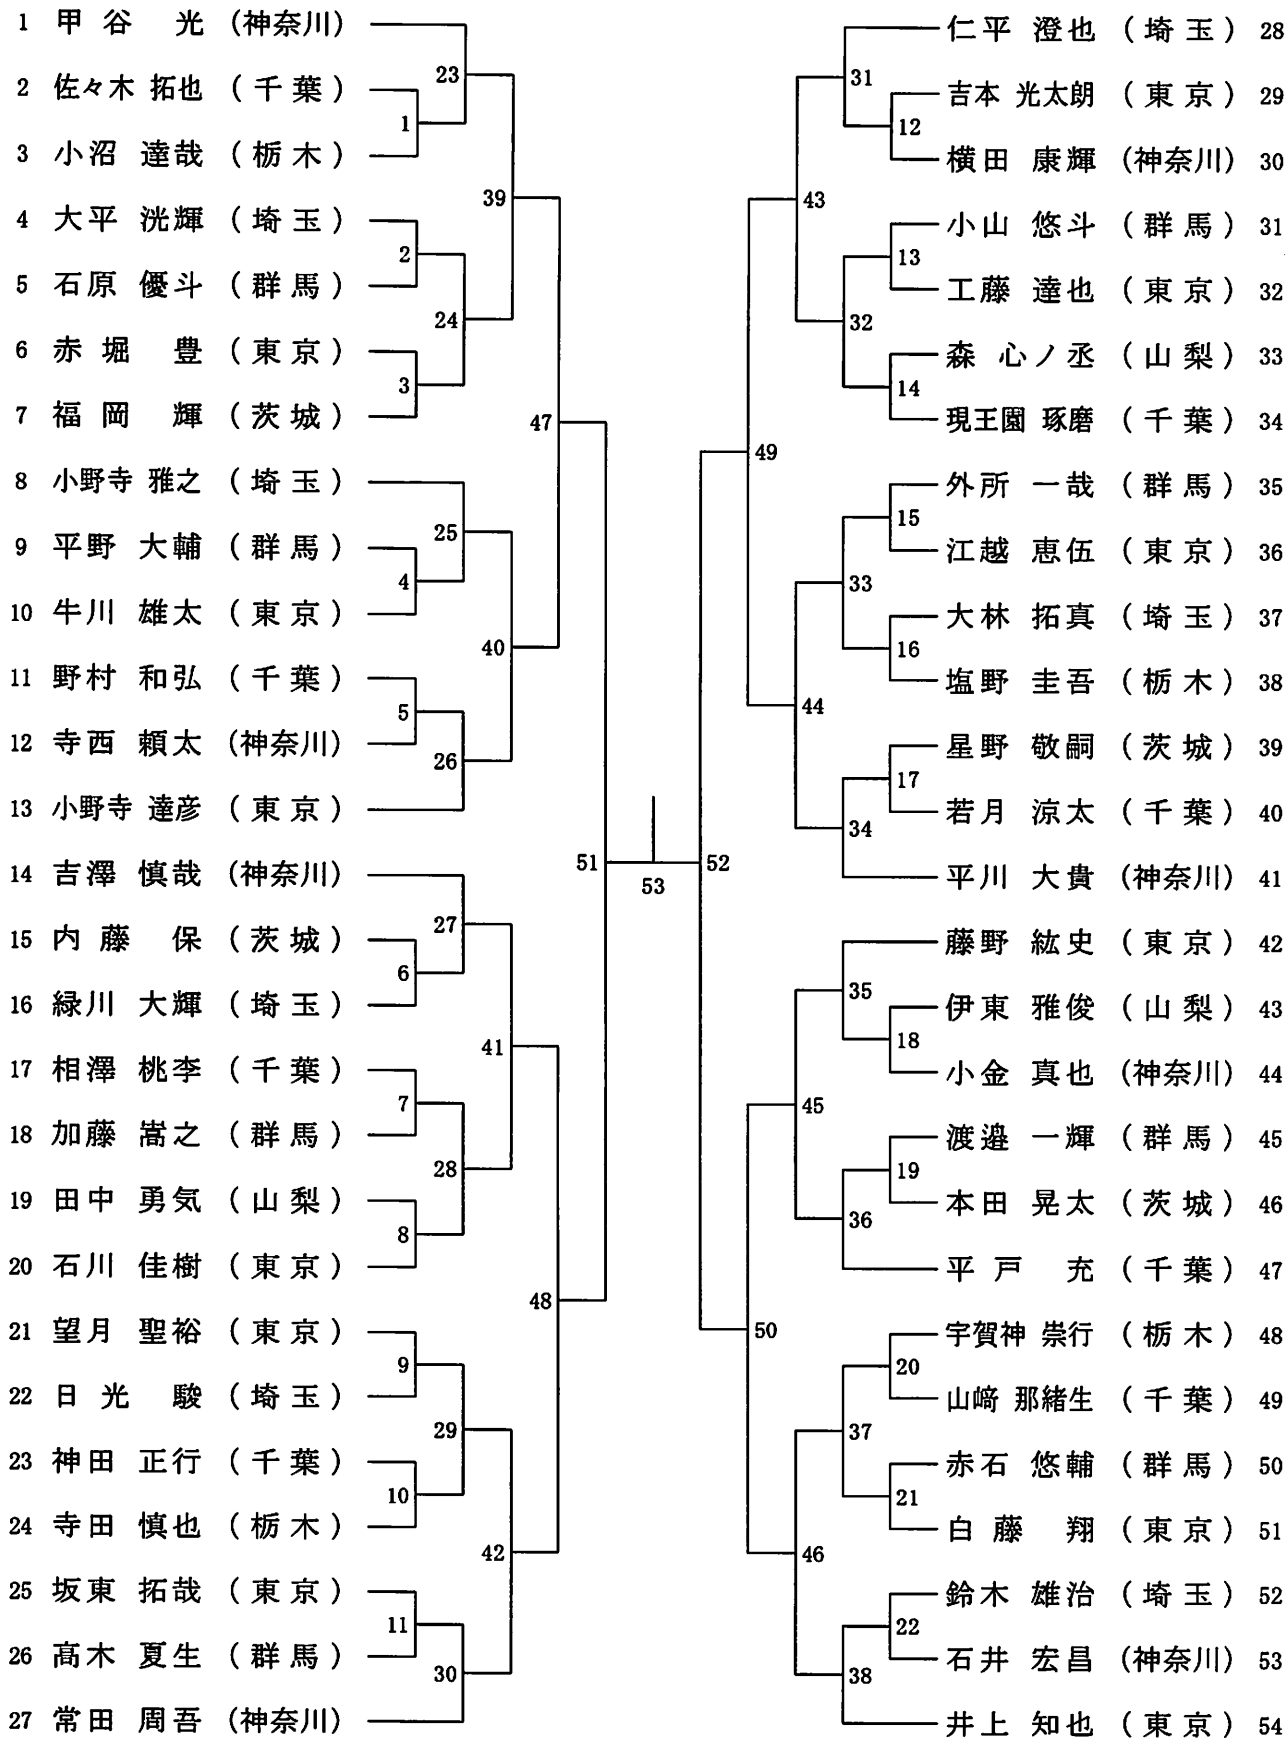 1 甲谷 光 (神奈川)
2 佐々木 拓也 (千葉)
3 小沼 達哉 (栃木)
4 大平 洸輝 (埼玉)
5 石原 優斗 (群馬)
6 赤堀 豊 (東京)
7 福岡 輝 (茨城)
8 小野寺 雅之 (埼玉)
9 平野 大輔 (群馬)
10 牛川 雄太 (東京)
11 野村 和弘 (千葉)
12 寺西 頼太 (神奈川)
13 小野寺 達彦 (東京)
14 吉澤 慎哉 (神奈川)
15 内藤 保 (茨城)
16 緑川 大輝 (埼玉)
17 相澤 桃李 (千葉)
18 加藤 嵩之 (群馬)
19 田中 勇気 (山梨)
20 石川 佳樹 (東京)
21 望月 聖裕 (東京)
22 日光 駿 (埼玉)
23 神田 正行 (千葉)
24 寺田 慎也 (栃木)
25 坂東 拓哉 (東京)
26 髙木 夏生 (群馬)
27 常田 周吾 (神奈川)
1
2
3
4
5
6
7
8
9
10
11
23
24
25
26
27
28
29
30
39
40
41
42
47
48
51
53
52
49
50
43
44
45
46
31
32
33
34
35
36
37
38
12
13
14
15
16
17
18
19
20
21
22
仁平 澄也 (埼玉) 28
吉本 光太朗 (東京) 29
横田 康輝 (神奈川) 30
小山 悠斗 (群馬) 31
工藤 達也 (東京) 32
森 心ノ丞 (山梨) 33
現王園 琢磨 (千葉) 34
外所 一哉 (群馬) 35
江越 恵伍 (東京) 36
大林 拓真 (埼玉) 37
塩野 圭吾 (栃木) 38
星野 敬嗣 (茨城) 39
若月 涼太 (千葉) 40
平川 大貴 (神奈川) 41
藤野 紘史 (東京) 42
伊東 雅俊 (山梨) 43
小金 真也 (神奈川) 44
渡邉 一輝 (群馬) 45
本田 晃太 (茨城) 46
平戸 充 (千葉) 47
宇賀神 崇行 (栃木) 48
山﨑 那緒生 (千葉) 49
赤石 悠輔 (群馬) 50
白藤 翔 (東京) 51
鈴木 雄治 (埼玉) 52
石井 宏昌 (神奈川) 53
井上 知也 (東京) 54